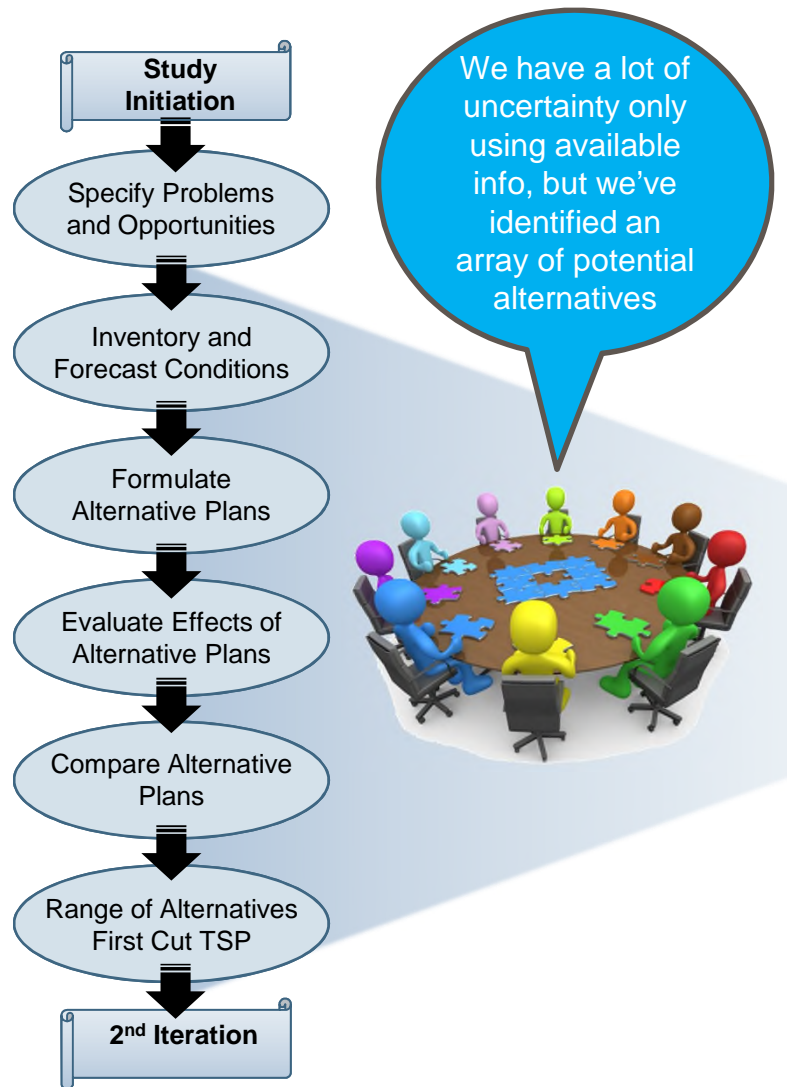 Study
Initiation
Specify Problems
and Opportunities
Inventory and
Forecast Conditions
Formulate
Alternative Plans
Evaluate Effects of
Alternative Plans
Compare Alternative
Plans
Range of Alternatives
First Cut TSP
2nd Iteration
We have a lot of
uncertainty only
using available
info, but we’ve
identified an
array of potential
alternatives